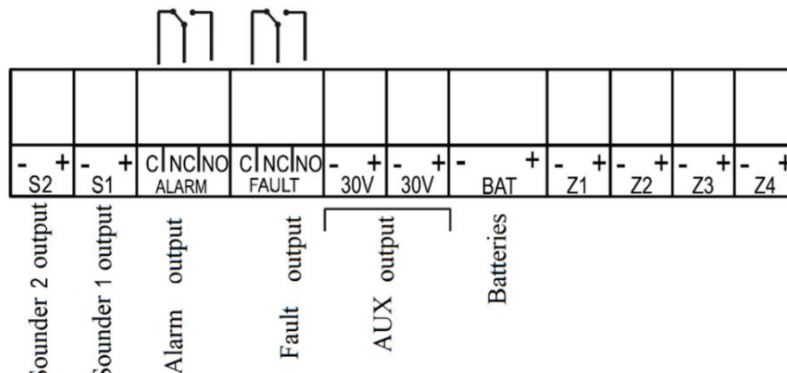 - + - + C NC NO C NC NO - + - + - + - + - + - + - +
S2 S1 ALARM FAULT 30V 30V BAT Z1 Z2 Z3 Z4
Sounder 2 output
Sounder 1 output
Alarm output
Fault output
AUX output
Batteries